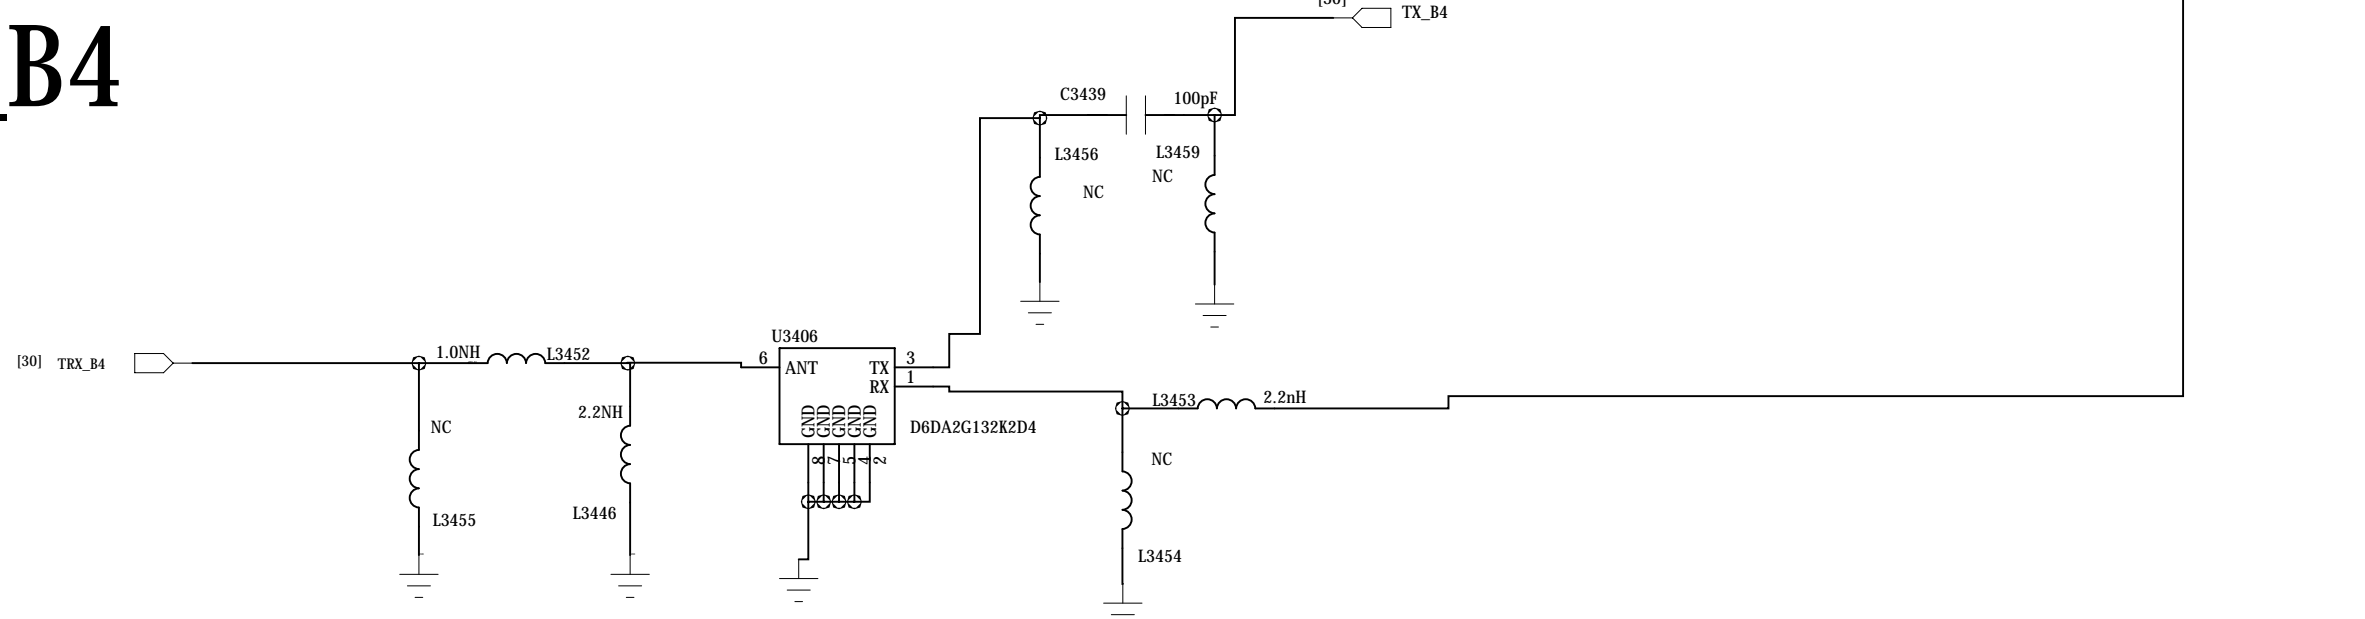 B4
TX_B4
C3439
100pF
L3456
L3459
NC
NC
U3406
[30] TRX_B4
1.0NH
L3452
6
ANT
TX
3
RX
1
GND
GND
GND
GND
GND
8
7
5
4
2
D6DA2G132K2D4
2.2NH
NC
L3453
2.2nH
NC
L3455
L3446
L3454